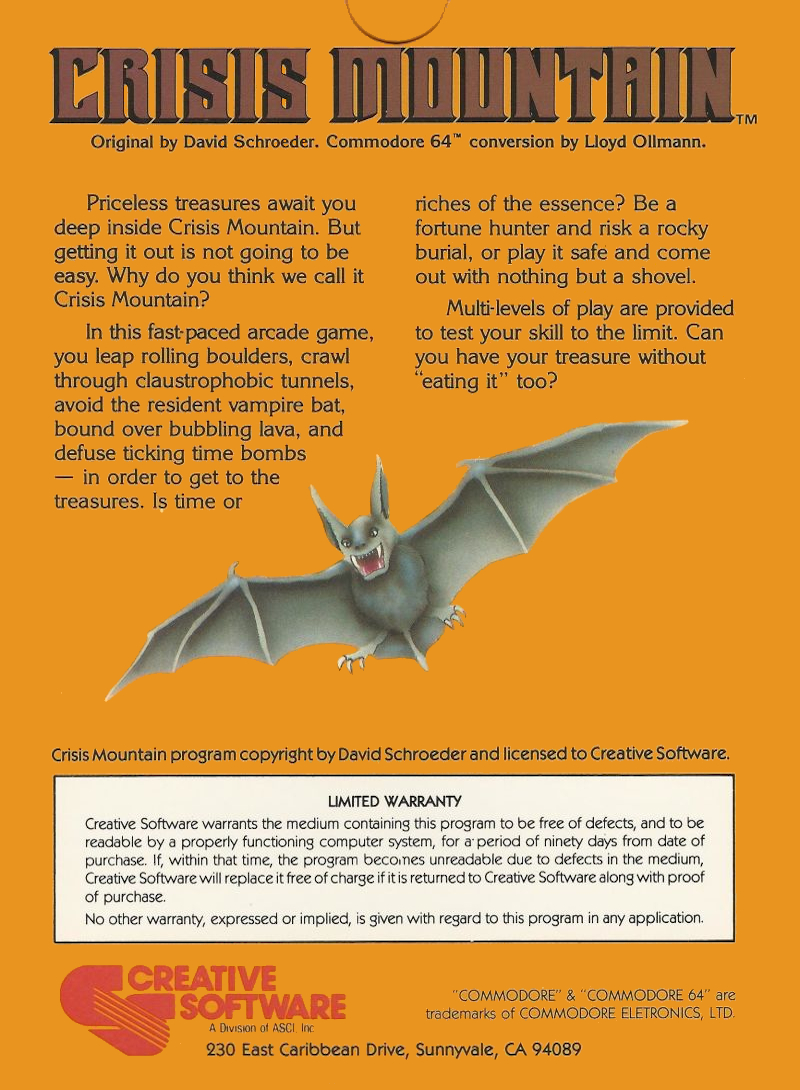 CRISIS MOUNTAIN™
Original by David Schroeder. Commodore 64™ conversion by Lloyd Ollmann.
Priceless treasures await you
deep inside Crisis Mountain. But
getting it out is not going to be
easy. Why do you think we call it
Crisis Mountain?
In this fast-paced arcade game,
you leap rolling boulders, crawl
through claustrophobic tunnels,
avoid the resident vampire bat,
bound over bubbling lava, and
defuse ticking time bombs
— in order to get to the
treasures. Is time or
riches of the essence? Be a
fortune hunter and risk a rocky
burial, or play it safe and come
out with nothing but a shovel.
Multi-levels of play are provided
to test your skill to the limit. Can
you have your treasure without
“eating it” too?
Crisis Mountain program copyright by David Schroeder and licensed to Creative Software.
LIMITED WARRANTY
Creative Software warrants the medium containing this program to be free of defects, and to be
readable by a properly functioning computer system, for a period of ninety days from date of
purchase. If, within that time, the program becomes unreadable due to defects in the medium,
Creative Software will replace it free of charge if it is returned to Creative Software along with proof
of purchase.
No other warranty, expressed or implied, is given with regard to this program in any application.
CREATIVE
SOFTWARE
A Division of ASCI, Inc
230 East Caribbean Drive, Sunnyvale, CA 94089
"COMMODORE" & "COMMODORE 64" are
trademarks of COMMODORE ELETRONICS, LTD.